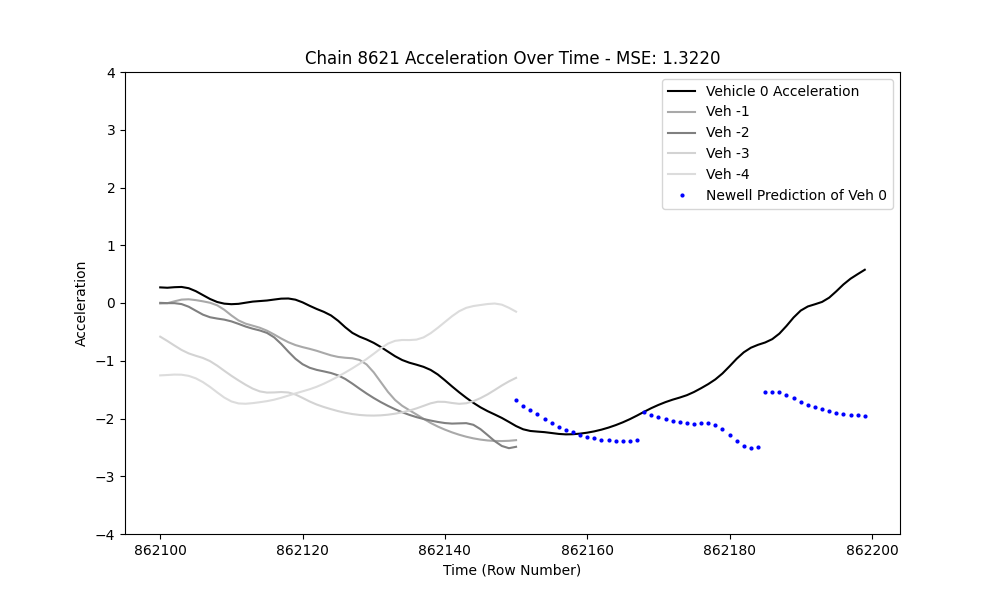 Chain 8621 Acceleration Over Time - MSE: 1.3220
Vehicle 0 Acceleration
Veh -1
Veh -2
Veh -3
Veh -4
Newell Prediction of Veh 0
Acceleration
4
3
2
1
0
−1
−2
−3
−4
862100 862120 862140 862160 862180 862200
Time (Row Number)